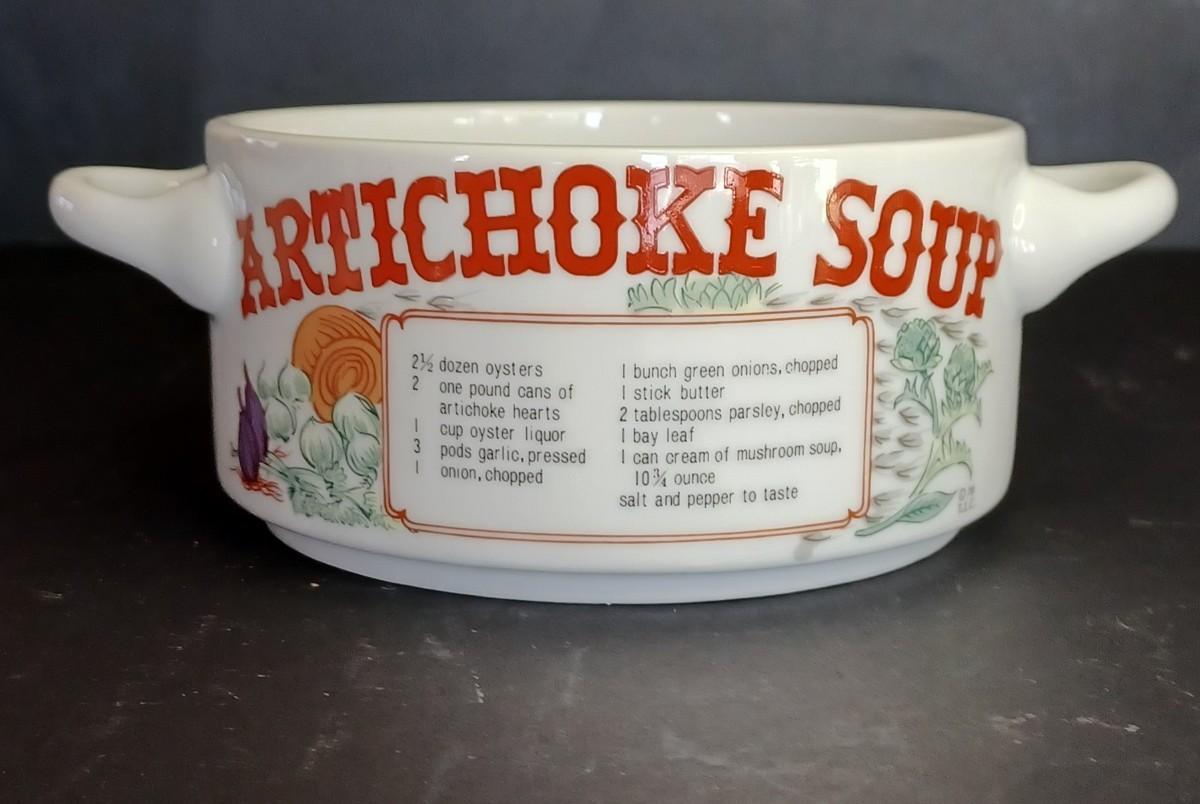 ARTICHOKE SOUP
2½ dozen oysters
2 one pound cans of
artichoke hearts
1 cup oyster liquor
3 pods garlic, pressed
1 onion, chopped
1 bunch green onions, chopped
1 stick butter
2 tablespoons parsley, chopped
1 bay leaf
1 can cream of mushroom soup,
10¾ ounce
salt and pepper to taste